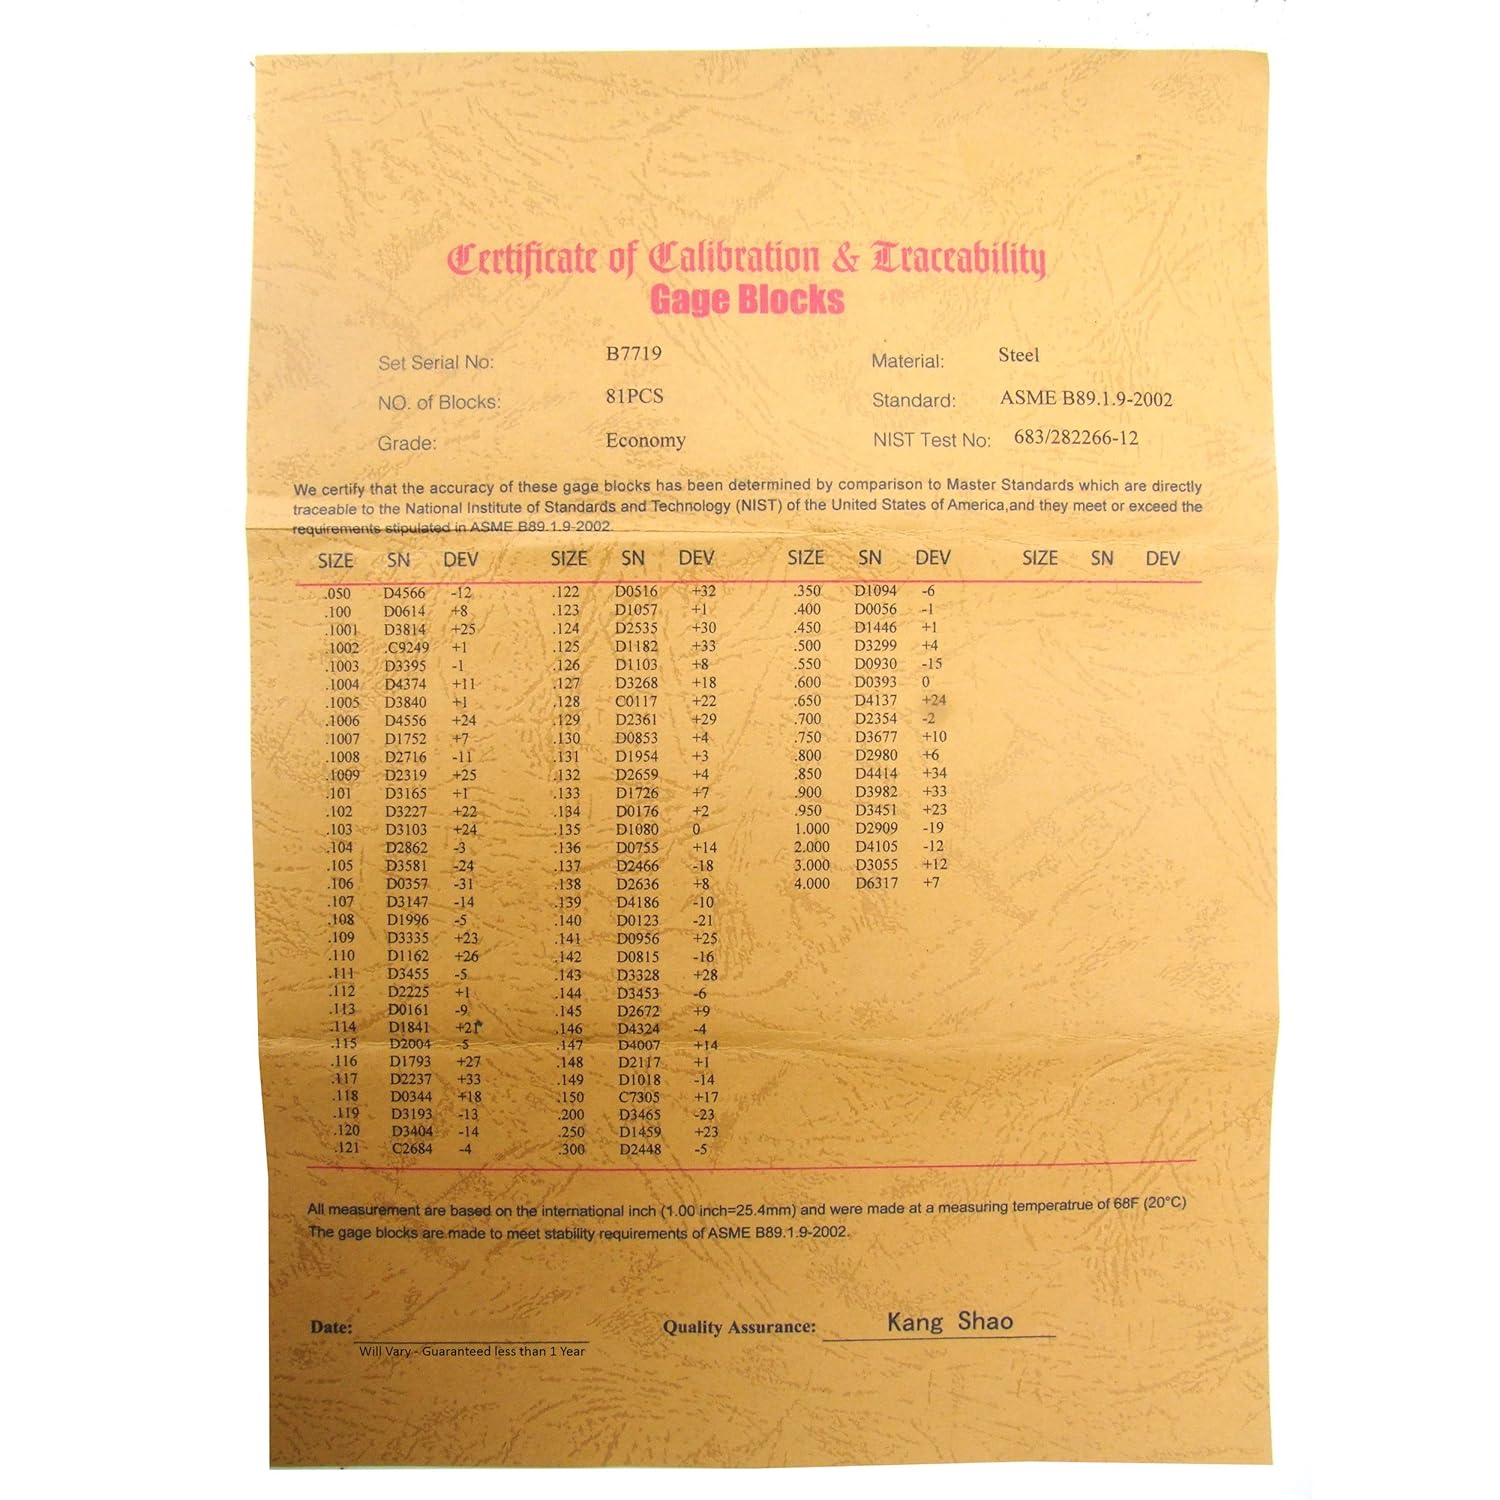 Certificate of Calibration & Traceability
Gage Blocks
Set Serial No: B7719 Material: Steel
NO. of Blocks: 81PCS Standard: ASME B89.1.9-2002
Grade: Economy NIST Test No: 683/282266-12
We certify that the accuracy of these gage blocks has been determined by comparison to Master Standards which are directly
traceable to the National Institute of Standards and Technology (NIST) of the United States of America,and they meet or exceed the
requirements stipulated in ASME B89.1.9-2002.
SIZE SN DEV SIZE SN DEV SIZE SN DEV SIZE SN DEV
.050 D4566 -12 .122 D0516 +32 .350 D1094 -6
.100 D0614 +8 .123 D1057 +1 .400 D0056 -1
.1001 D3814 +25 .124 D2535 +30 .450 D1446 +1
.1002 .C9249 +1 .125 D1182 +33 .500 D3299 +4
.1003 D3395 -1 .126 D1103 +8 .550 D0930 -15
.1004 D4374 +11 .127 D3268 +18 .600 D0393 0
.1005 D3840 +1 .128 C0117 +22 .650 D4137 +24
.1006 D4556 +24 .129 D2361 +29 .700 D2354 -2
.1007 D1752 +7 .130 D0853 +4 .750 D3677 +10
.1008 D2716 -11 .131 D1954 +3 .800 D2980 +6
.1009 D2319 +25 .132 D2659 +4 .850 D4414 +34
.101 D3165 +1 .133 D1726 +7 .900 D3982 +33
.102 D3227 +22 .134 D0176 +2 .950 D3451 +23
.103 D3103 +24 .135 D1080 0 1.000 D2909 -19
.104 D2862 -3 .136 D0755 +14 2.000 D4105 -12
.105 D3581 -24 .137 D2466 -18 3.000 D3055 +12
.106 D0357 -31 .138 D2636 +8 4.000 D6317 +7
.107 D3147 -14 .139 D4186 -10
.108 D1996 -5 .140 D0123 -21
.109 D3335 +23 .141 D0956 +25
.110 D1162 +26 .142 D0815 -16
.111 D3455 -5 .143 D3328 +28
.112 D2225 +1 .144 D3453 -6
.113 D0161 -9 .145 D2672 +9
.114 D1841 +21 .146 D4324 -4
.115 D2004 -5 .147 D4007 +14
.116 D1793 +27 .148 D2117 +1
.117 D2237 +33 .149 D1018 -14
.118 D0344 +18 .150 C7305 +17
.119 D3193 -13 .200 D3465 -23
.120 D3404 -14 .250 D1459 +23
.121 C2684 -4 .300 D2448 -5
All measurement are based on the international inch (1.00 inch=25.4mm) and were made at a measuring temperatrue of 68F (20°C)
The gage blocks are made to meet stability requirements of ASME B89.1.9-2002.
Date: Quality Assurance: Kang Shao
Will Vary - Guaranteed less than 1 Year